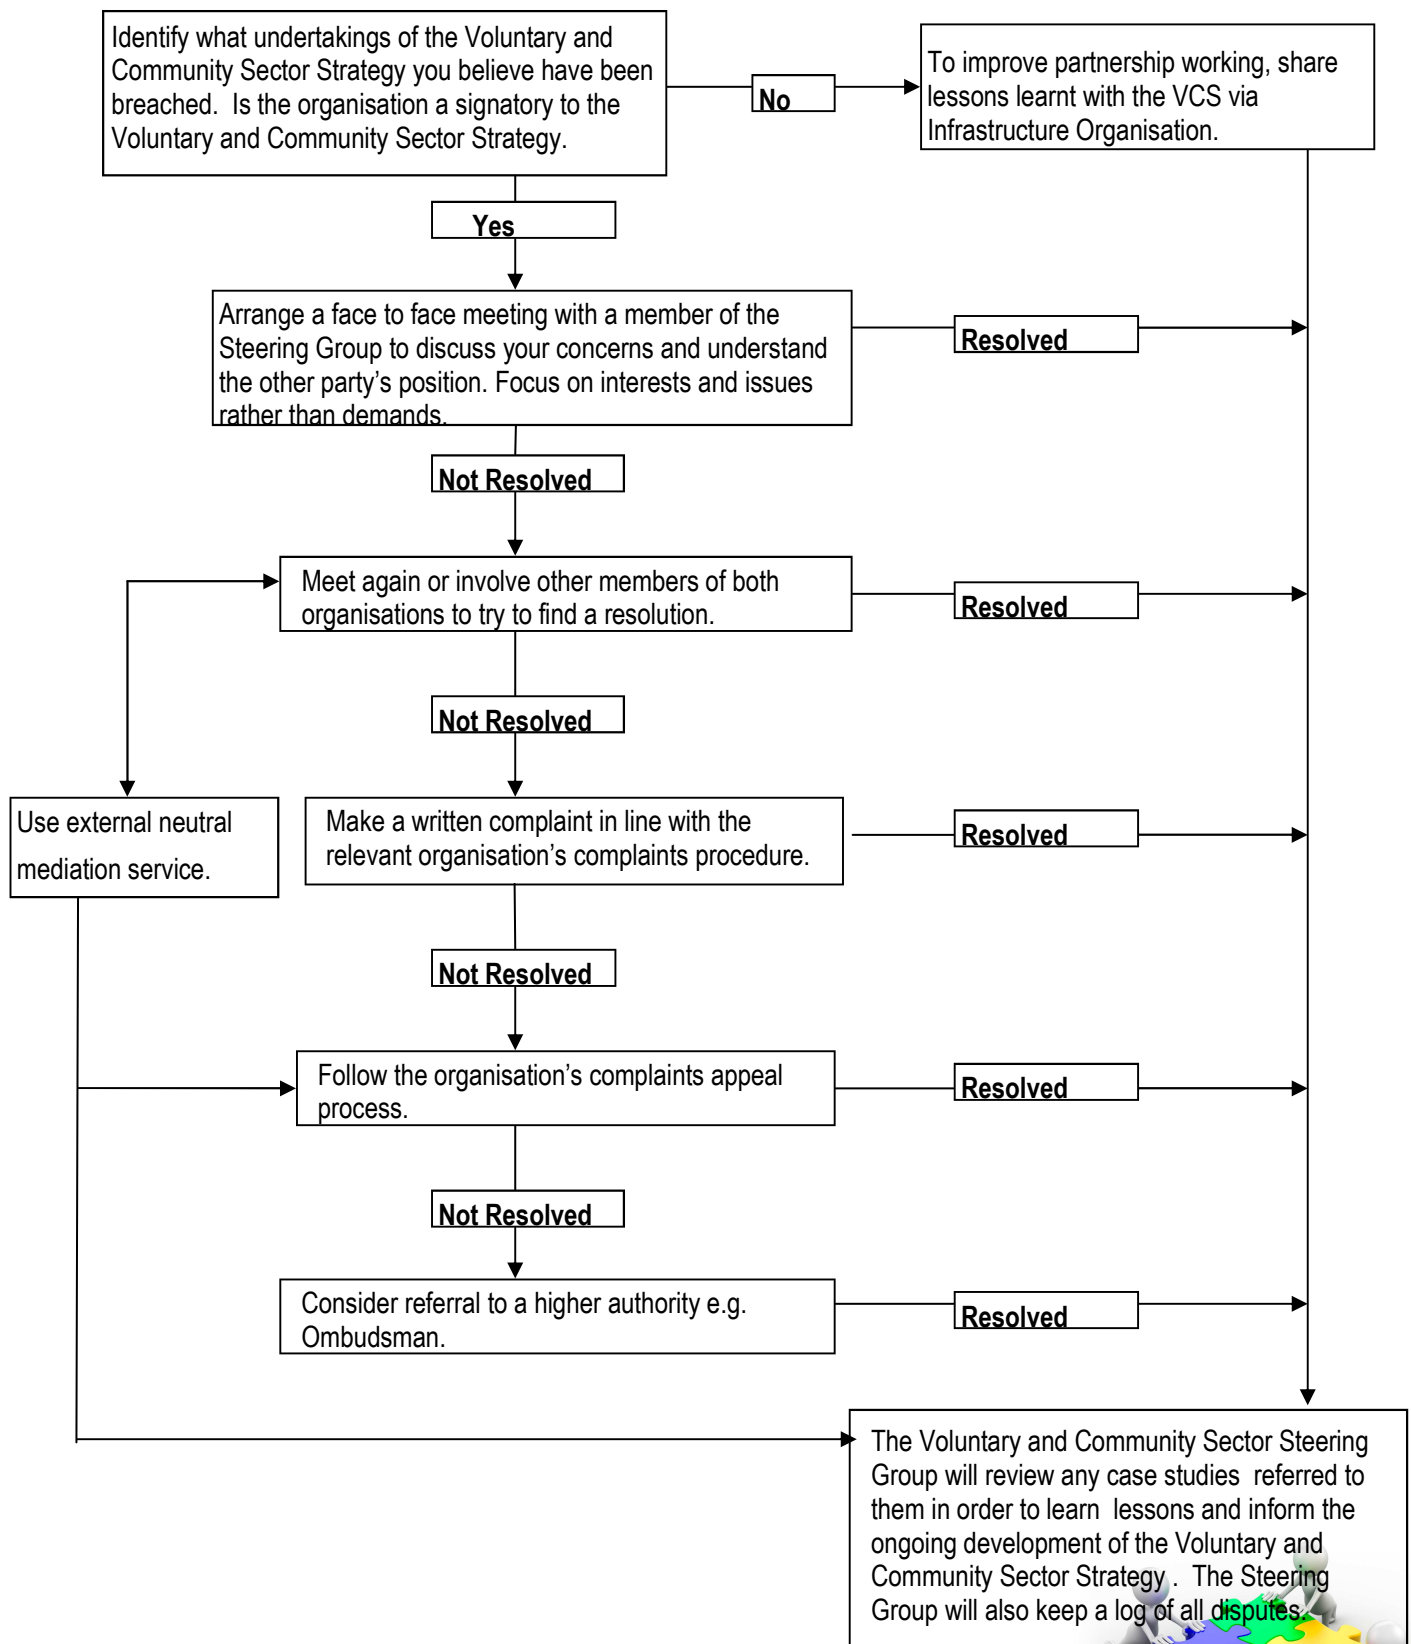 Identify what undertakings of the Voluntary and
Community Sector Strategy you believe have been
breached.  Is the organisation a signatory to the
Voluntary and Community Sector Strategy.
No
To improve partnership working, share
lessons learnt with the VCS via
Infrastructure Organisation.
Yes
Arrange a face to face meeting with a member of the
Steering Group to discuss your concerns and understand
the other party’s position. Focus on interests and issues
rather than demands.
Resolved
Not Resolved
Meet again or involve other members of both
organisations to try to find a resolution.
Resolved
Not Resolved
Use external neutral
mediation service.
Make a written complaint in line with the
relevant organisation’s complaints procedure.
Resolved
Not Resolved
Follow the organisation’s complaints appeal
process.
Resolved
Not Resolved
Consider referral to a higher authority e.g.
Ombudsman.
Resolved
The Voluntary and Community Sector Steering
Group will review any case studies  referred to
them in order to learn  lessons and inform the
ongoing development of the Voluntary and
Community Sector Strategy .  The Steering
Group will also keep a log of all disputes.